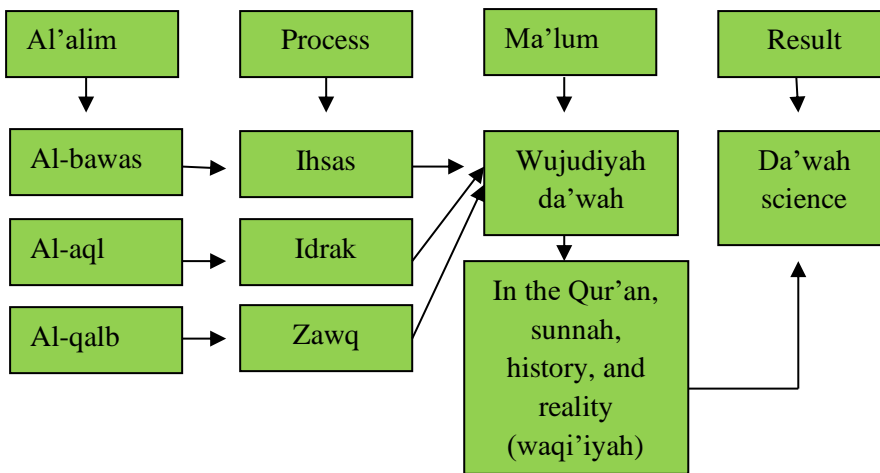 Al’alim
Process
Ma’lum
Result
Al-bawas
Ihsas
Wujudiyah
da’wah
Da’wah
science
Al-aql
Idrak
Al-qalb
Zawq
In the Qur’an,
sunnah,
history, and
reality
(waqi’iyah)